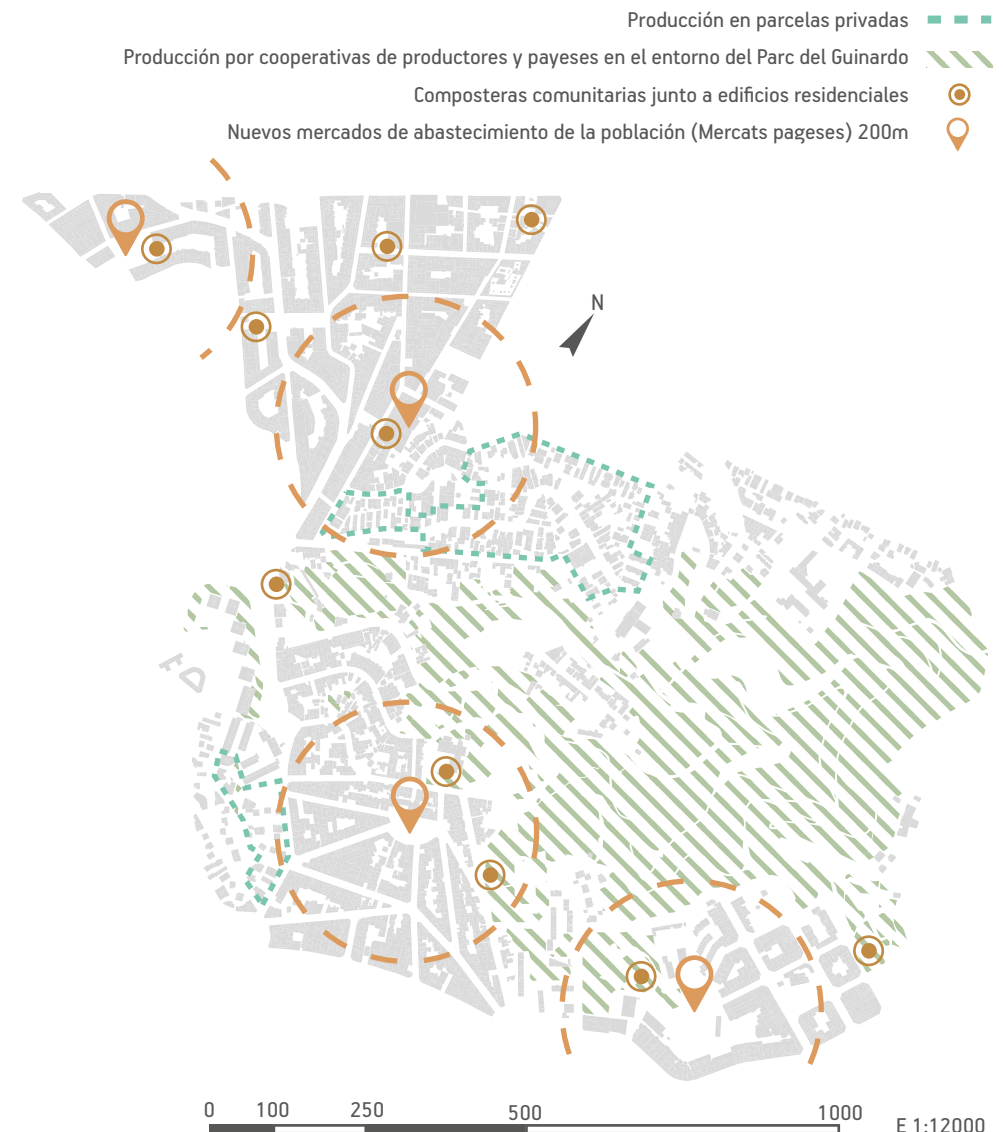 Producción en parcelas privadas
Producción por cooperativas de productores y payeses en el entorno del Parc del Guinardo
Composteras comunitarias junto a edificios residenciales
Nuevos mercados de abastecimiento de la población (Mercats pageses) 200m
N
0 100 250 500 1000 E 1:12000